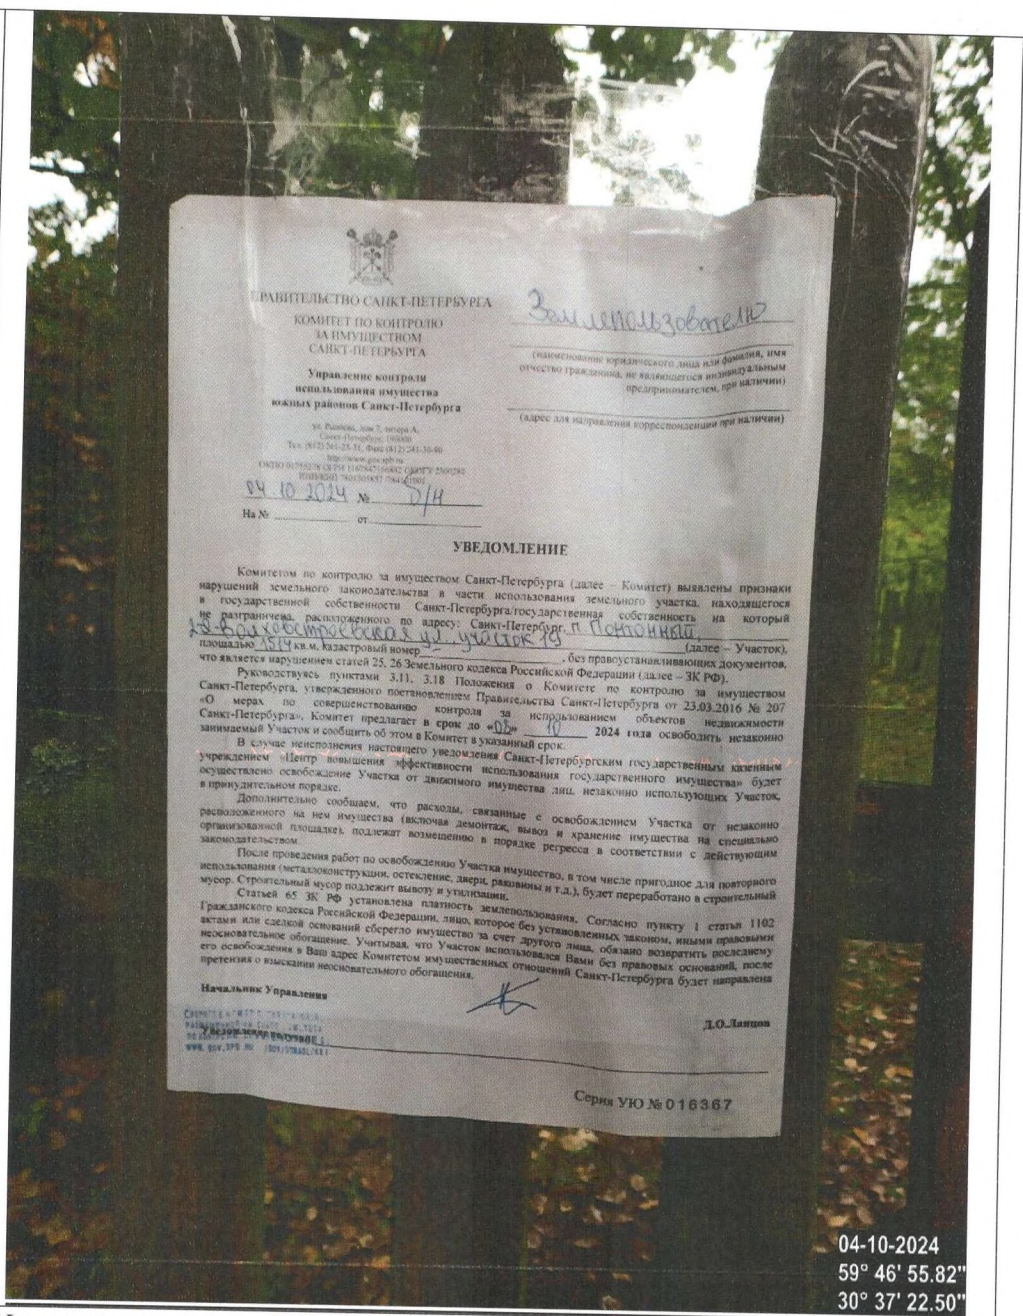 ПРАВИТЕЛЬСТВО САНКТ-ПЕТЕРБУРГА
КОМИТЕТ ПО КОНТРОЛЮ
ЗА ИМУЩЕСТВОМ
САНКТ-ПЕТЕРБУРГА
Управление контроля
использования имущества
южных районов Санкт-Петербурга
04.10.2024 № Б/Н
На № от
Землепользователю
(наименование юридического лица или фамилия, имя
отчество гражданина, не являющегося индивидуальным
предпринимателем, при наличии)
(адрес для направления корреспонденции при наличии)
УВЕДОМЛЕНИЕ
Комитетом по контролю за имуществом Санкт-Петербурга (далее – Комитет) выявлены признаки
нарушений земельного законодательства в части использования земельного участка, находящегося
в государственной собственности Санкт-Петербурга/государственная собственность на который
не разграничена, расположенного по адресу: Санкт-Петербург, п. Понтонный,
2-я Волховстроевская ул. участок 19
площадью кв.м, кадастровый номер – (далее – Участок),
, без правоустанавливающих документов,
что является нарушением статей 25, 26 Земельного кодекса Российской Федерации (далее – ЗК РФ).
Руководствуясь пунктами 3.11, 3.18 Положения о Комитете по контролю за имуществом
Санкт-Петербурга, утвержденного постановлением Правительства Санкт-Петербурга от 23.03.2016 № 207
«О мерах по совершенствованию контроля за использованием объектов недвижимости
Санкт-Петербурга», Комитет предлагает в срок до «08» 10 2024 года освободить незаконно
занимаемый Участок и сообщить об этом в Комитет в указанный срок.
В случае неисполнения настоящего уведомления Санкт-Петербургским государственным казенным
учреждением «Центр повышения эффективности использования государственного имущества» будет
осуществлено освобождение Участка от движимого имущества лиц, незаконно использующих Участок,
в принудительном порядке.
Дополнительно сообщаем, что расходы, связанные с освобождением Участка от незаконно
расположенного на нем имущества (включая демонтаж, вывоз и хранение имущества на специально
организованной площадке), подлежат возмещению в порядке регресса в соответствии с действующим
законодательством.
После проведения работ по освобождению Участка имущество, в том числе пригодное для повторного
использования (металлоконструкции, остекление, двери, раковины и т.д.), будет переработано в строительный
мусор. Строительный мусор подлежит вывозу и утилизации.
Статьей 65 ЗК РФ установлена платность землепользования. Согласно пункту 1 статьи 1102
Гражданского кодекса Российской Федерации, лицо, которое без установленных законом, иными правовыми
актами или сделкой оснований сберегло имущество за счет другого лица, обязано возвратить последнему
неосновательное обогащение. Учитывая, что Участок использовался Вами без правовых оснований, после
его освобождения в Ваш адрес Комитетом имущественных отношений Санкт-Петербурга будет направлена
претензия о взыскании неосновательного обогащения.
Начальник Управления
Д.О.Лапцов
Серия УЮ № 016367
04-10-2024
59° 46' 55.82"
30° 37' 22.50"